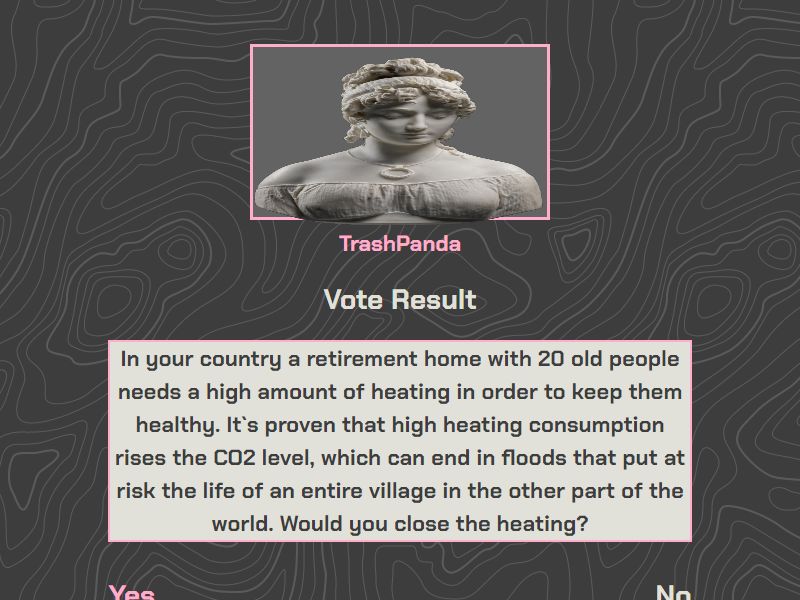 TrashPanda
Vote Result
In your country a retirement home with 20 old people
needs a high amount of heating in order to keep them
healthy. It`s proven that high heating consumption
rises the CO2 level, which can end in floods that put at
risk the life of an entire village in the other part of the
world. Would you close the heating?
Yes
No